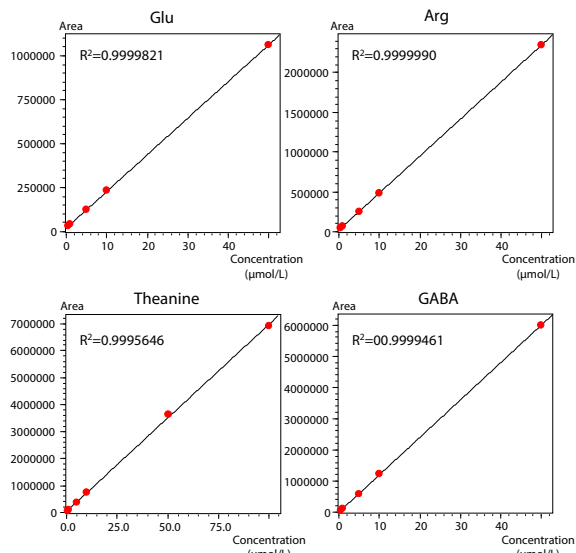 Glu
Area
R²=0.9999821
1000000
750000
500000
250000
0
0 10 20 30 40
Concentration
(µmol/L)
Arg
Area
R²=0.9999990
2000000
1500000
1000000
500000
0
0 10 20 30 40
Concentration
(µmol/L)
Theanine
Area
R²=0.9995646
7000000
6000000
5000000
4000000
3000000
2000000
1000000
0
0.0 25.0 50.0 75.0
Concentration
(µmol/L)
GABA
Area
R²=00.9999461
6000000
5000000
4000000
3000000
2000000
1000000
0
0 10 20 30 40
Concentration
(µmol/L)